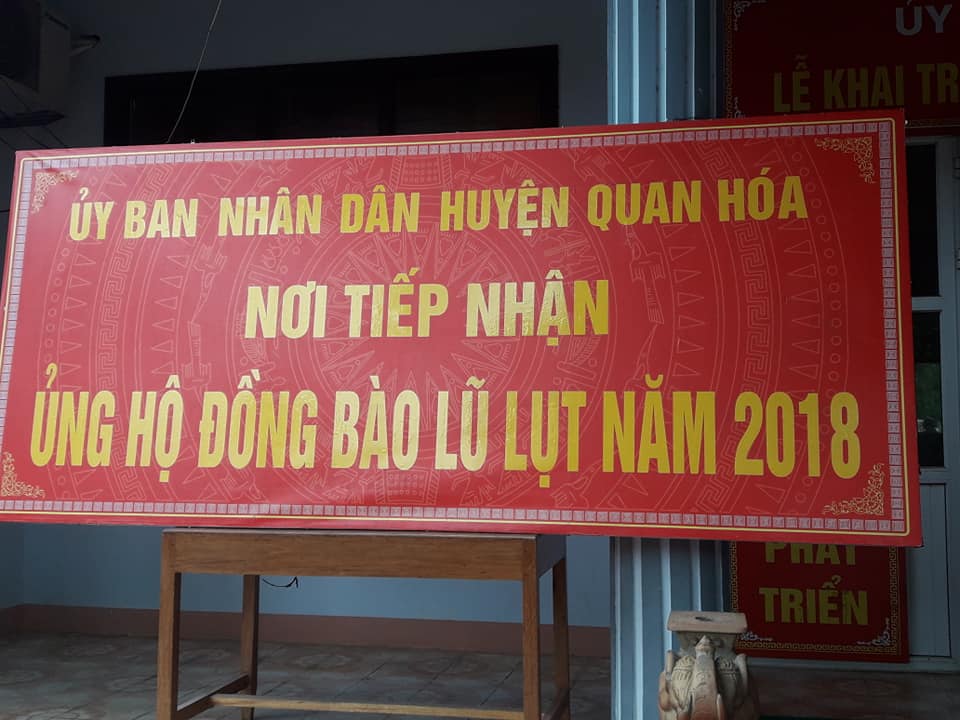 ỦY BAN NHÂN DÂN HUYỆN QUAN HÓA
NƠI TIẾP NHẬN
ỦNG HỘ ĐỒNG BÀO LŨ LỤT NĂM 2018
ỦY
LỄ KHAI TR
PHÁT
TRIỂN